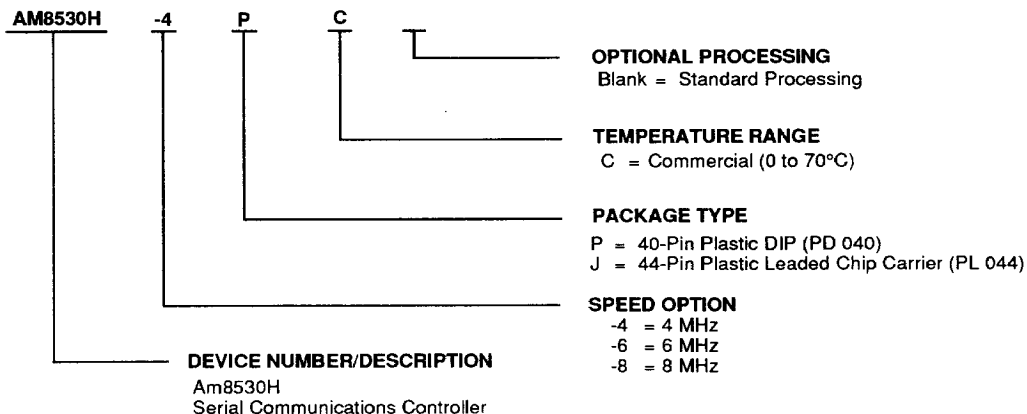 AM8530H -4 P C
OPTIONAL PROCESSING
Blank = Standard Processing
TEMPERATURE RANGE
C = Commercial (0 to 70°C)
PACKAGE TYPE
P = 40-Pin Plastic DIP (PD 040)
J = 44-Pin Plastic Leaded Chip Carrier (PL 044)
SPEED OPTION
-4 = 4 MHz
-6 = 6 MHz
-8 = 8 MHz
DEVICE NUMBER/DESCRIPTION
Am8530H
Serial Communications Controller